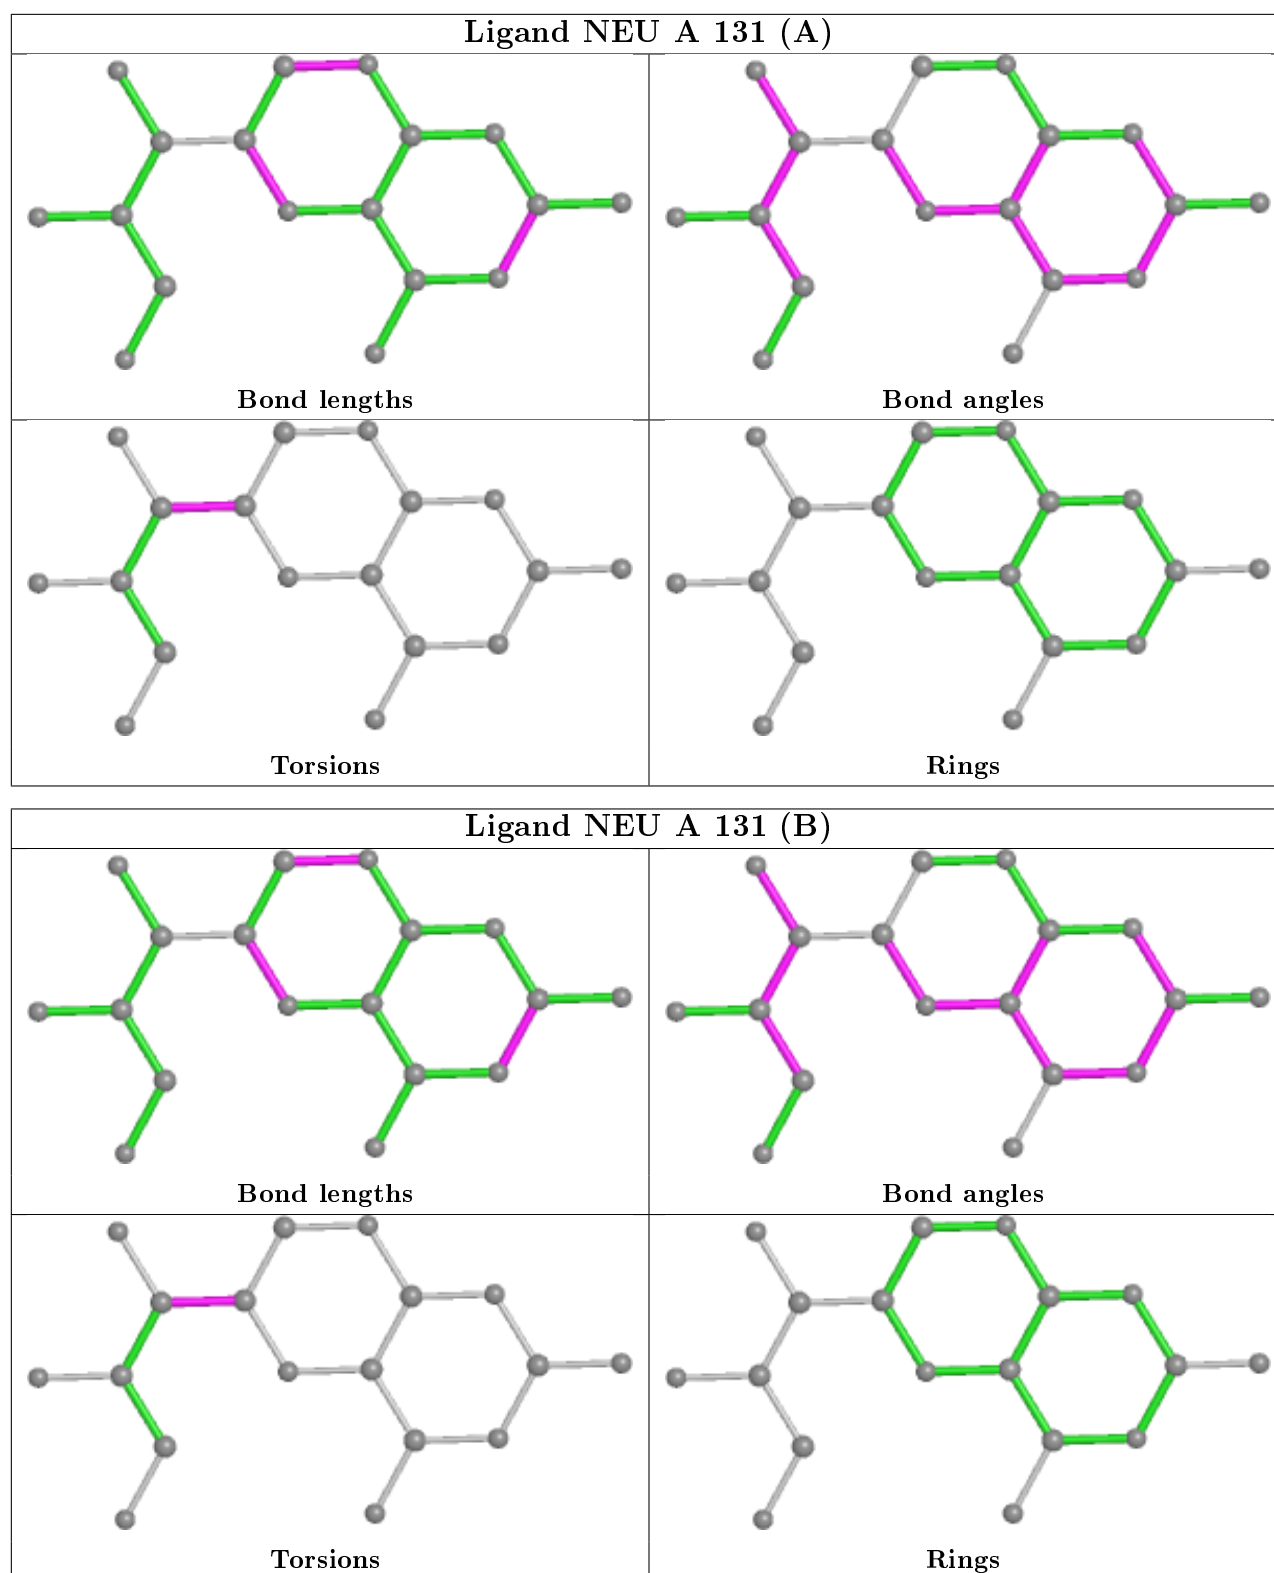 Ligand NEU A 131 (A)
Bond lengths
Bond angles
Torsions
Rings
Ligand NEU A 131 (B)
Bond lengths
Bond angles
Torsions
Rings